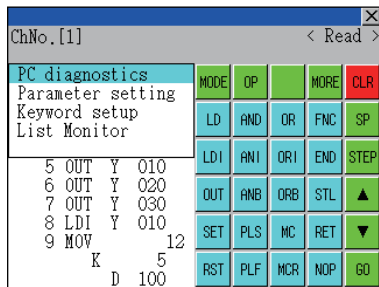 X
ChNo.[1] < Read >
PC diagnostics
Parameter setting
Keyword setup
List Monitor
5 OUT Y 010
6 OUT Y 020
7 OUT Y 030
8 LDI Y 010
9 MOV 12
K 5
D 100
MODE OP MORE CLR
LD AND OR FNC SP
LDI ANI ORI END STEP
OUT ANB ORB STL ▲
SET PLS MC RET ▼
RST PLF MCR NOP GO